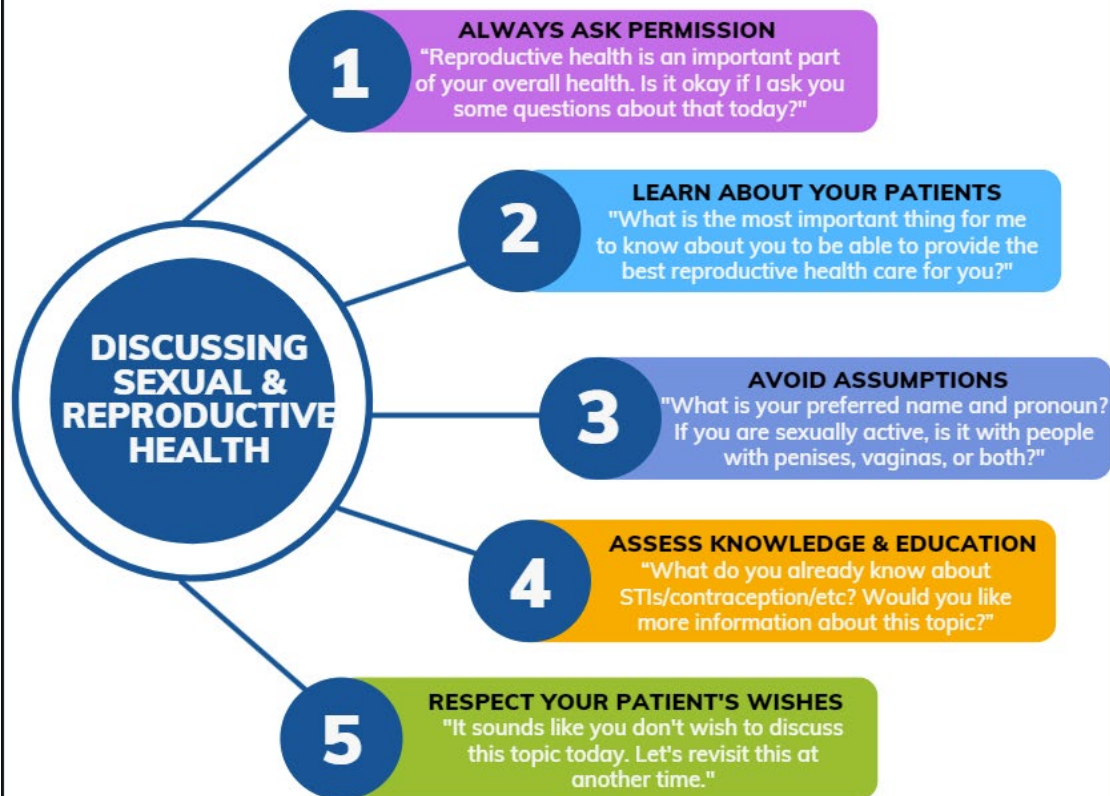 1
ALWAYS ASK PERMISSION
“Reproductive health is an important part
of your overall health. Is it okay if I ask you
some questions about that today?"
2
LEARN ABOUT YOUR PATIENTS
"What is the most important thing for me
to know about you to be able to provide the
best reproductive health care for you?"
DISCUSSING
SEXUAL &
REPRODUCTIVE
HEALTH
3
AVOID ASSUMPTIONS
"What is your preferred name and pronoun?
If you are sexually active, is it with people
with penises, vaginas, or both?"
4
ASSESS KNOWLEDGE & EDUCATION
“What do you already know about
STIs/contraception/etc? Would you like
more information about this topic?”
5
RESPECT YOUR PATIENT'S WISHES
"It sounds like you don't wish to discuss
this topic today. Let's revisit this at
another time."